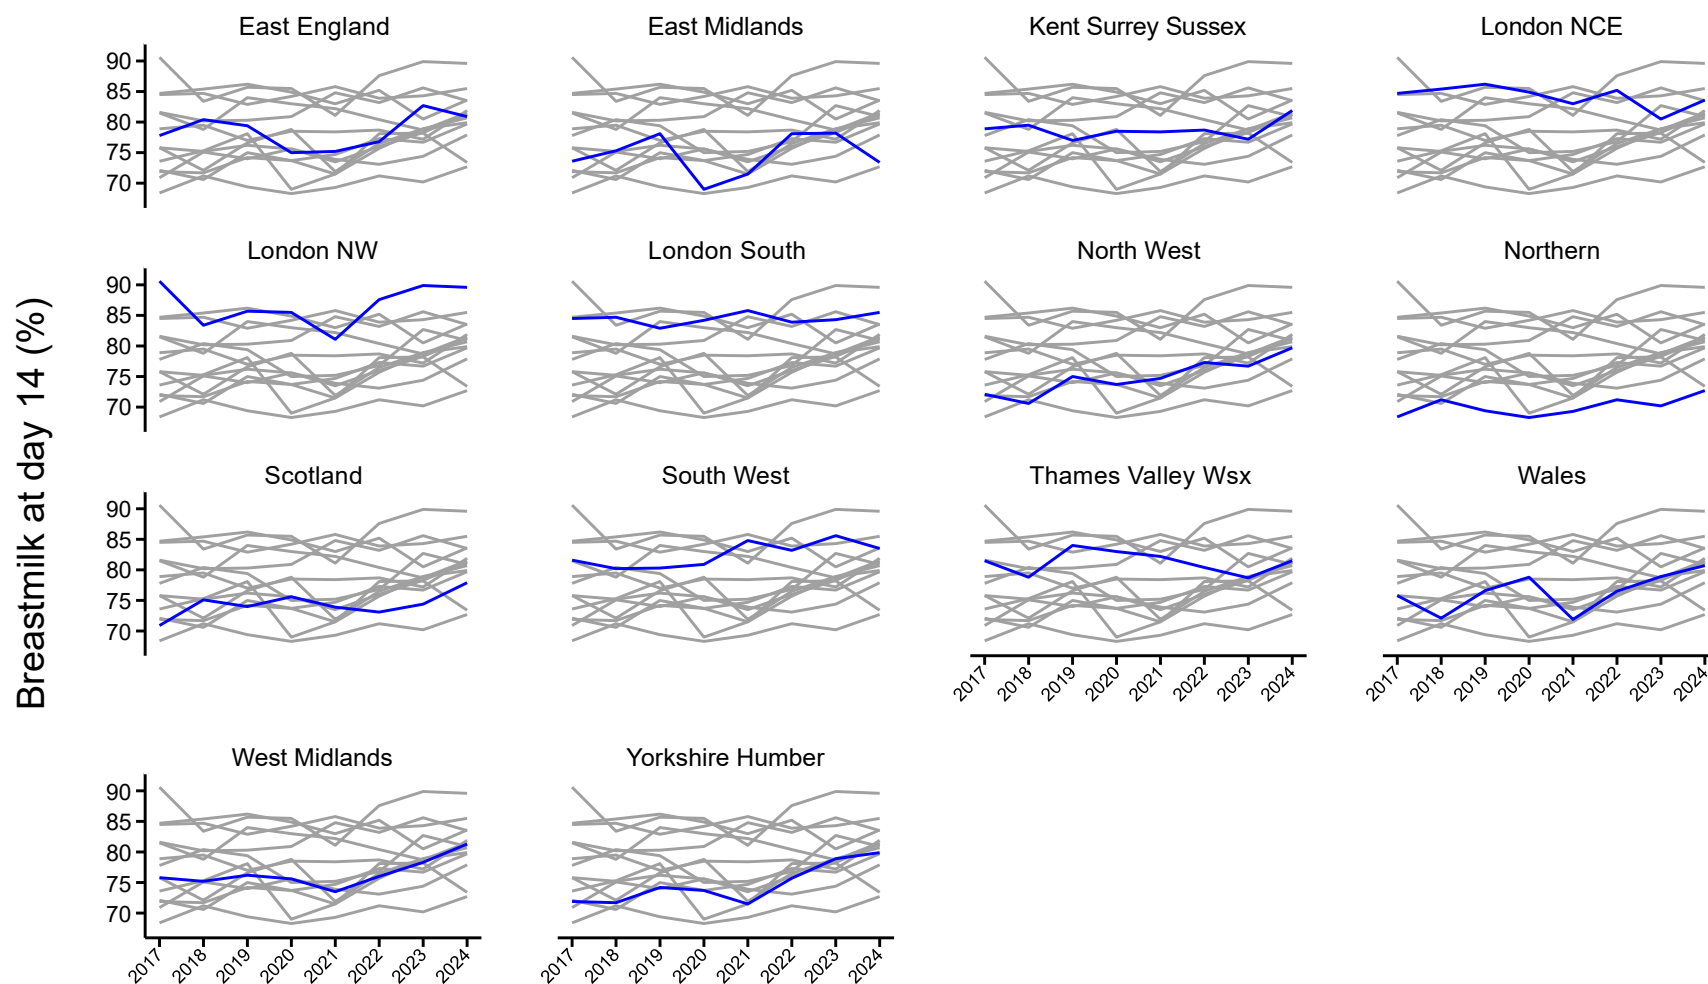 East England East Midlands Kent Surrey Sussex London NCE
90
85
80
75
70
London NW London South North West Northern
90
85
80
75
70
Breastmilk at day 14 (%)
Scotland South West Thames Valley Wsx Wales
90
85
80
75
70
2017 2018 2019 2020 2021 2022 2023 2024 2017 2018 2019 2020 2021 2022 2023 2024
West Midlands Yorkshire Humber
90
85
80
75
70
2017 2018 2019 2020 2021 2022 2023 2024 2017 2018 2019 2020 2021 2022 2023 2024